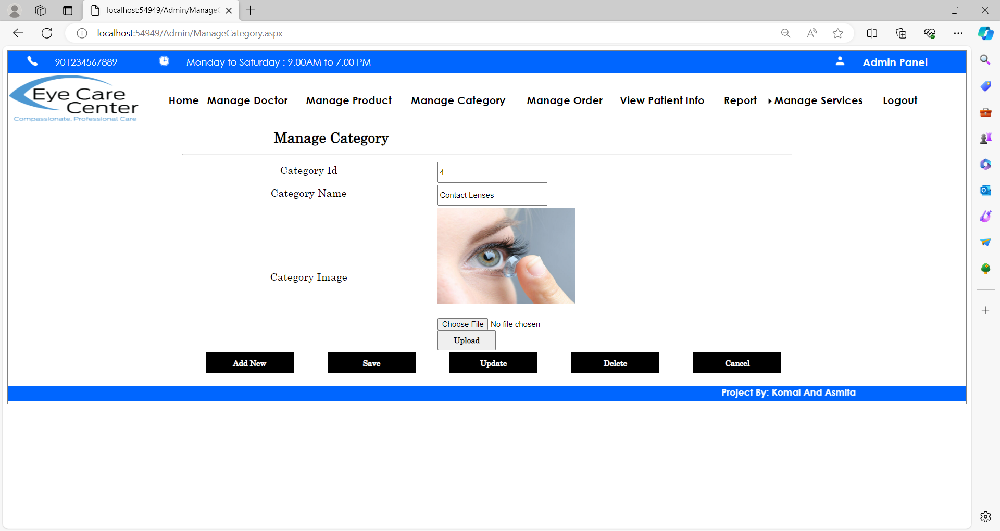 localhost:54949/Admin/Manage
localhost:54949/Admin/ManageCategory.aspx
901234567889
Monday to Saturday : 9.00AM to 7.00 PM
Admin Panel
Eye Care
Center
Compassionate, Professional Care
Home Manage Doctor Manage Product Manage Category Manage Order View Patient Info Report Manage Services Logout
Manage Category
Category Id
4
Category Name
Contact Lenses
Category Image
Choose File No file chosen
Upload
Add New Save Update Delete Cancel
Project By: Komal And Asmita